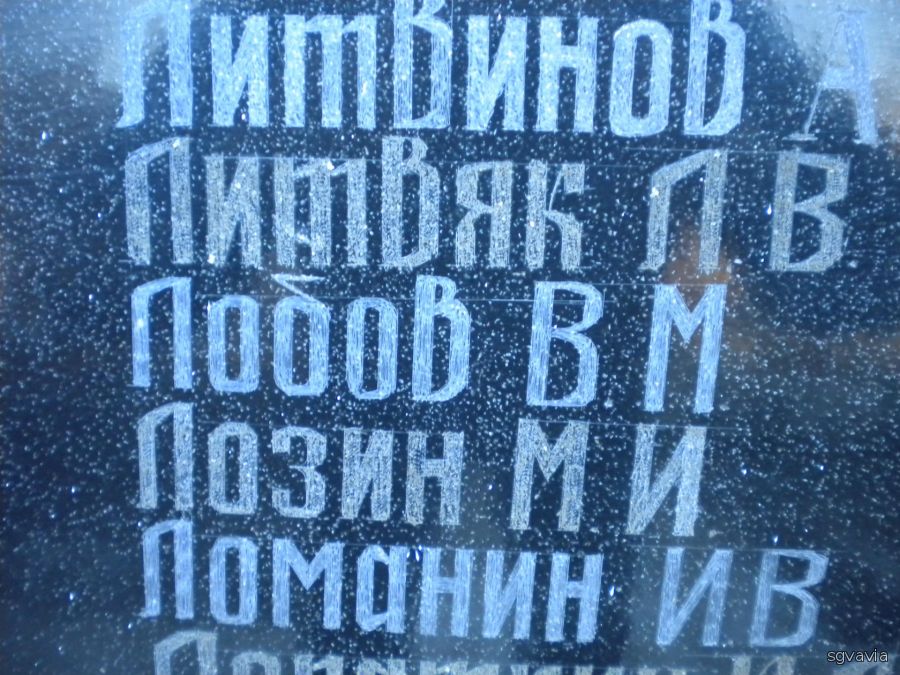 Литвинов А
Литвяк Л В
Лобов В М
Лозин М И
Ломанин И В
sgvavia